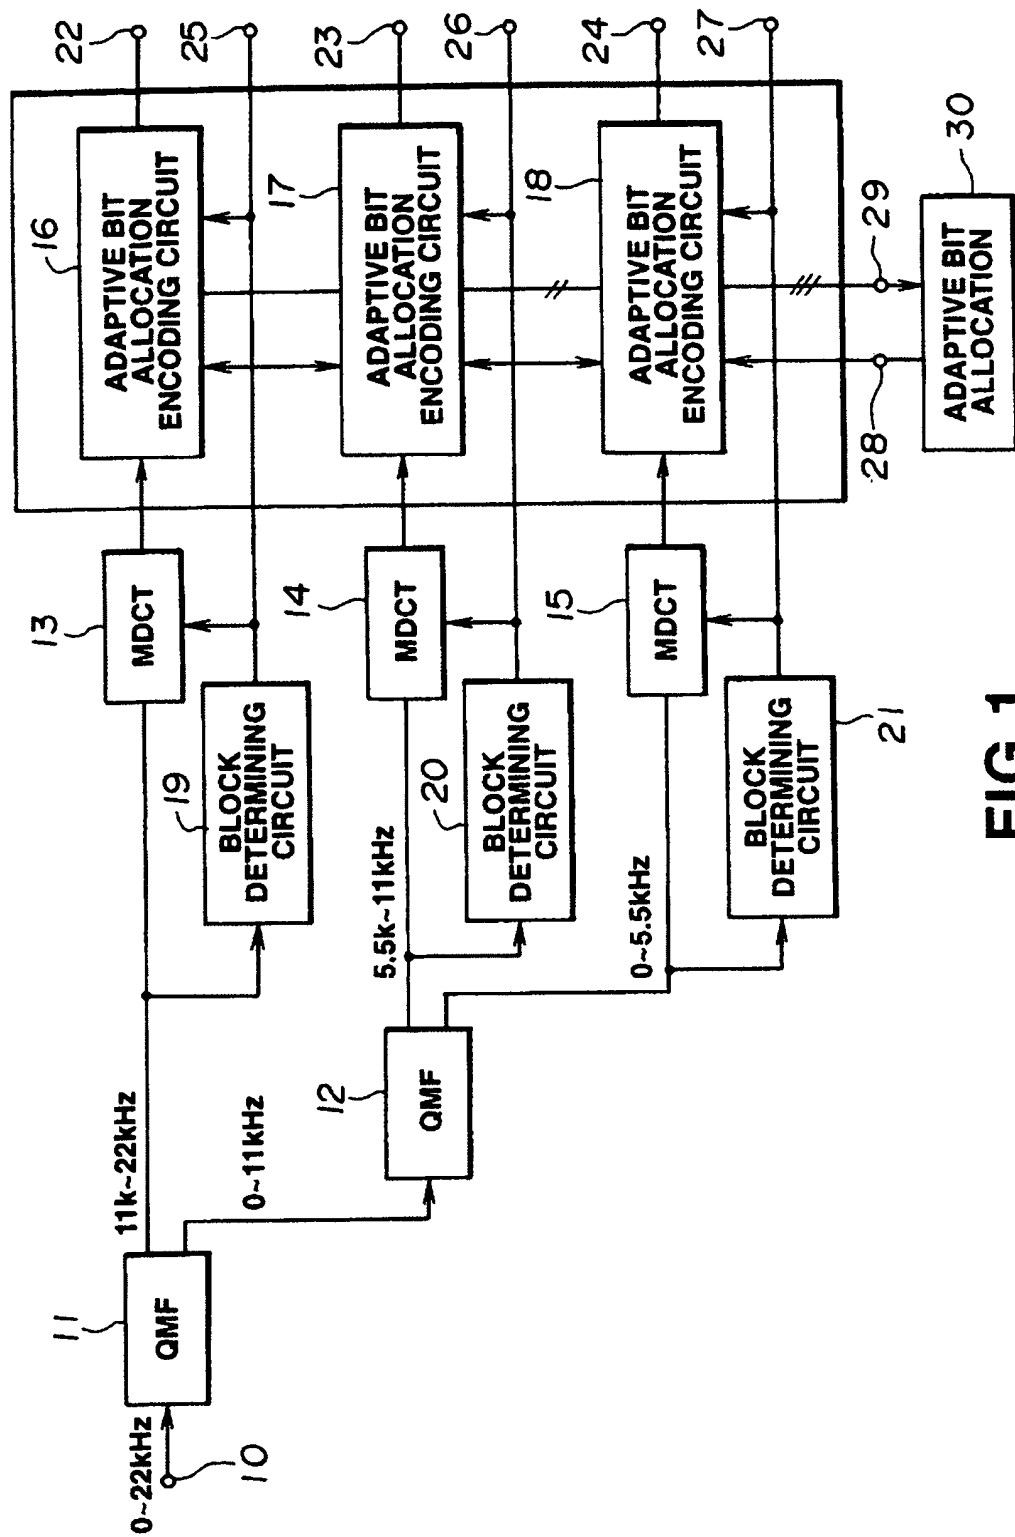 0~22kHz
10
11
QMF
11k~22kHz
0~11kHz
12
QMF
5.5k~11kHz
0~5.5kHz
13
MDCT
19
BLOCK
DETERMINING
CIRCUIT
14
MDCT
20
BLOCK
DETERMINING
CIRCUIT
15
MDCT
21
BLOCK
DETERMINING
CIRCUIT
16
ADAPTIVE BIT
ALLOCATION
ENCODING CIRCUIT
17
ADAPTIVE BIT
ALLOCATION
ENCODING CIRCUIT
18
ADAPTIVE BIT
ALLOCATION
ENCODING CIRCUIT
22
25
23
26
24
27
28
29
30
ADAPTIVE BIT
ALLOCATION
FIG.1